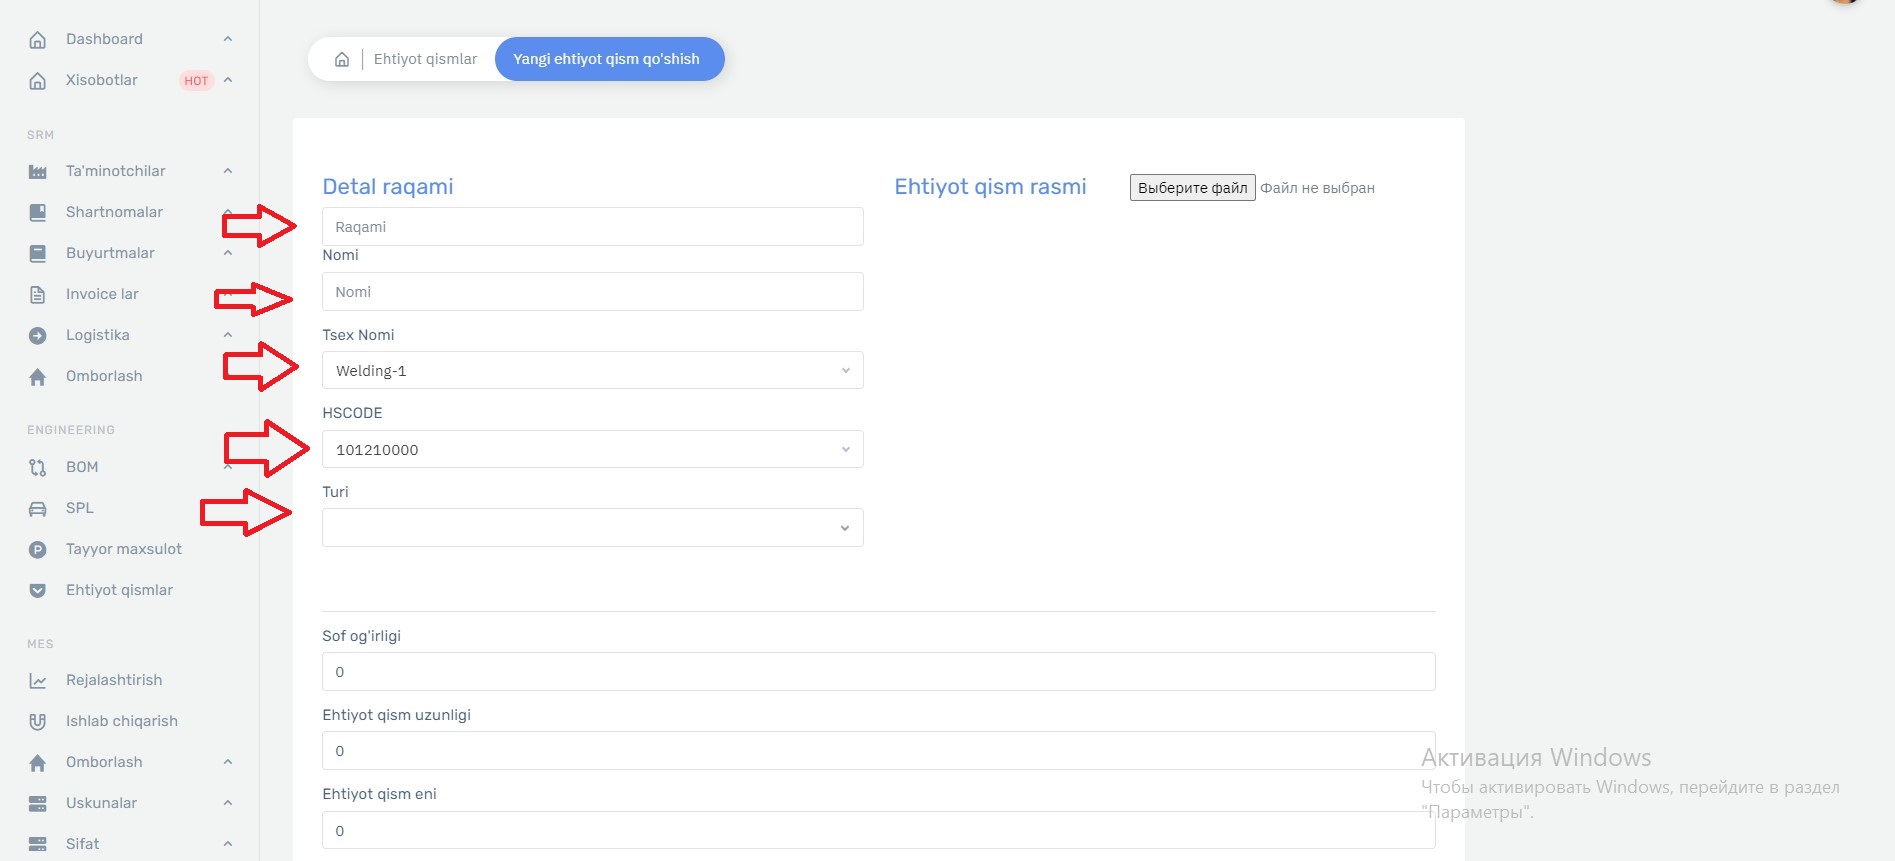 Dashboard
Xisobotlar HOT
SRM
Ta'minotchilar
Shartnomalar
Buyurtmalar
Invoice lar
Logistika
Omborlash
ENGINEERING
BOM
SPL
Tayyor maxsulot
Ehtiyot qismlar
MES
Rejalashtirish
Ishlab chiqarish
Omborlash
Uskunalar
Sifat
Ehtiyot qismlar Yangi ehtiyot qism qo'shish
Detal raqami
Raqami
Nomi
Nomi
Tsex Nomi
Welding-1
HSCODE
101210000
Turi
Ehtiyot qism rasmi Выберите файл Файл не выбран
Sof og'irligi
0
Ehtiyot qism uzunligi
0
Ehtiyot qism eni
0
Активация Windows
Чтобы активировать Windows, перейдите в раздел
"Параметры".